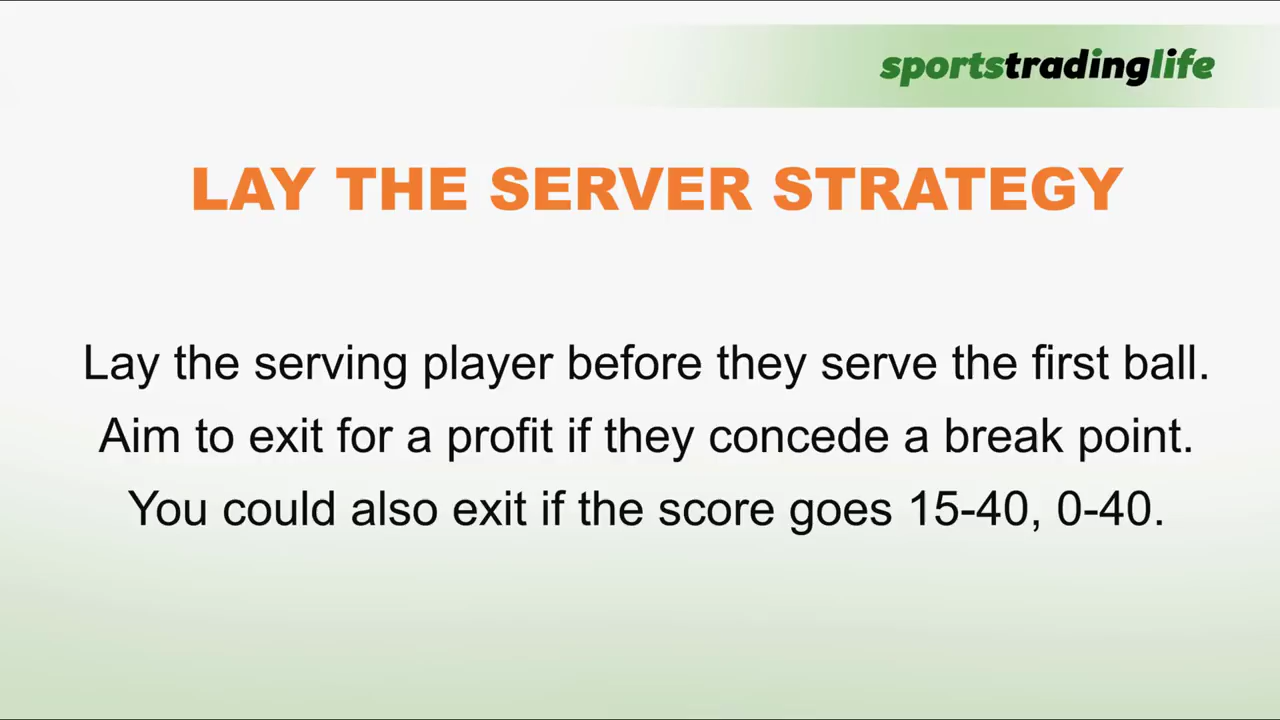 sportstradinglife
LAY THE SERVER STRATEGY
Lay the serving player before they serve the first ball.
Aim to exit for a profit if they concede a break point.
You could also exit if the score goes 15-40, 0-40.